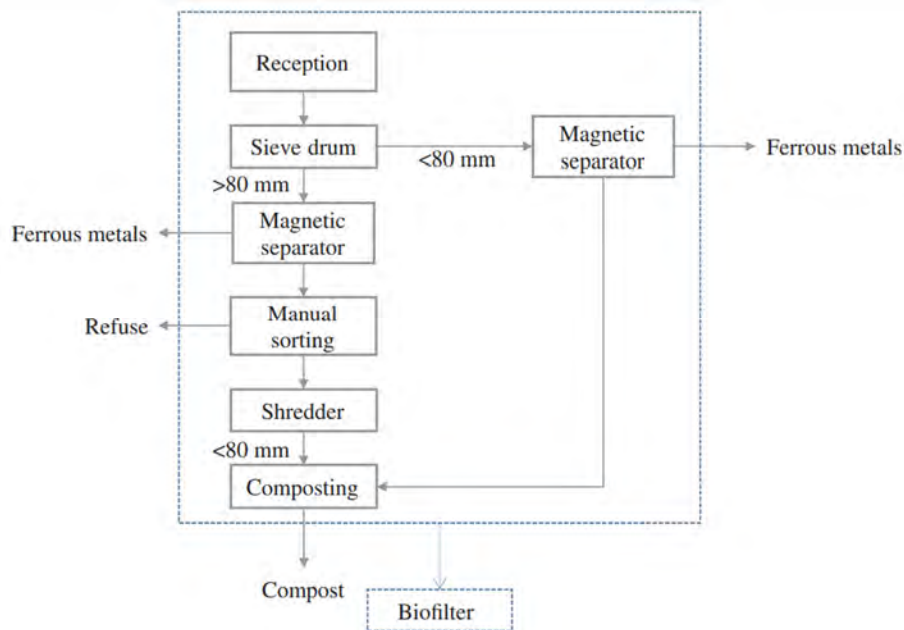 Reception
Sieve drum
<80 mm
Magnetic
separator
Ferrous metals
>80 mm
Magnetic
separator
Ferrous metals
Manual
sorting
Refuse
Shredder
<80 mm
Composting
Compost
Biofilter